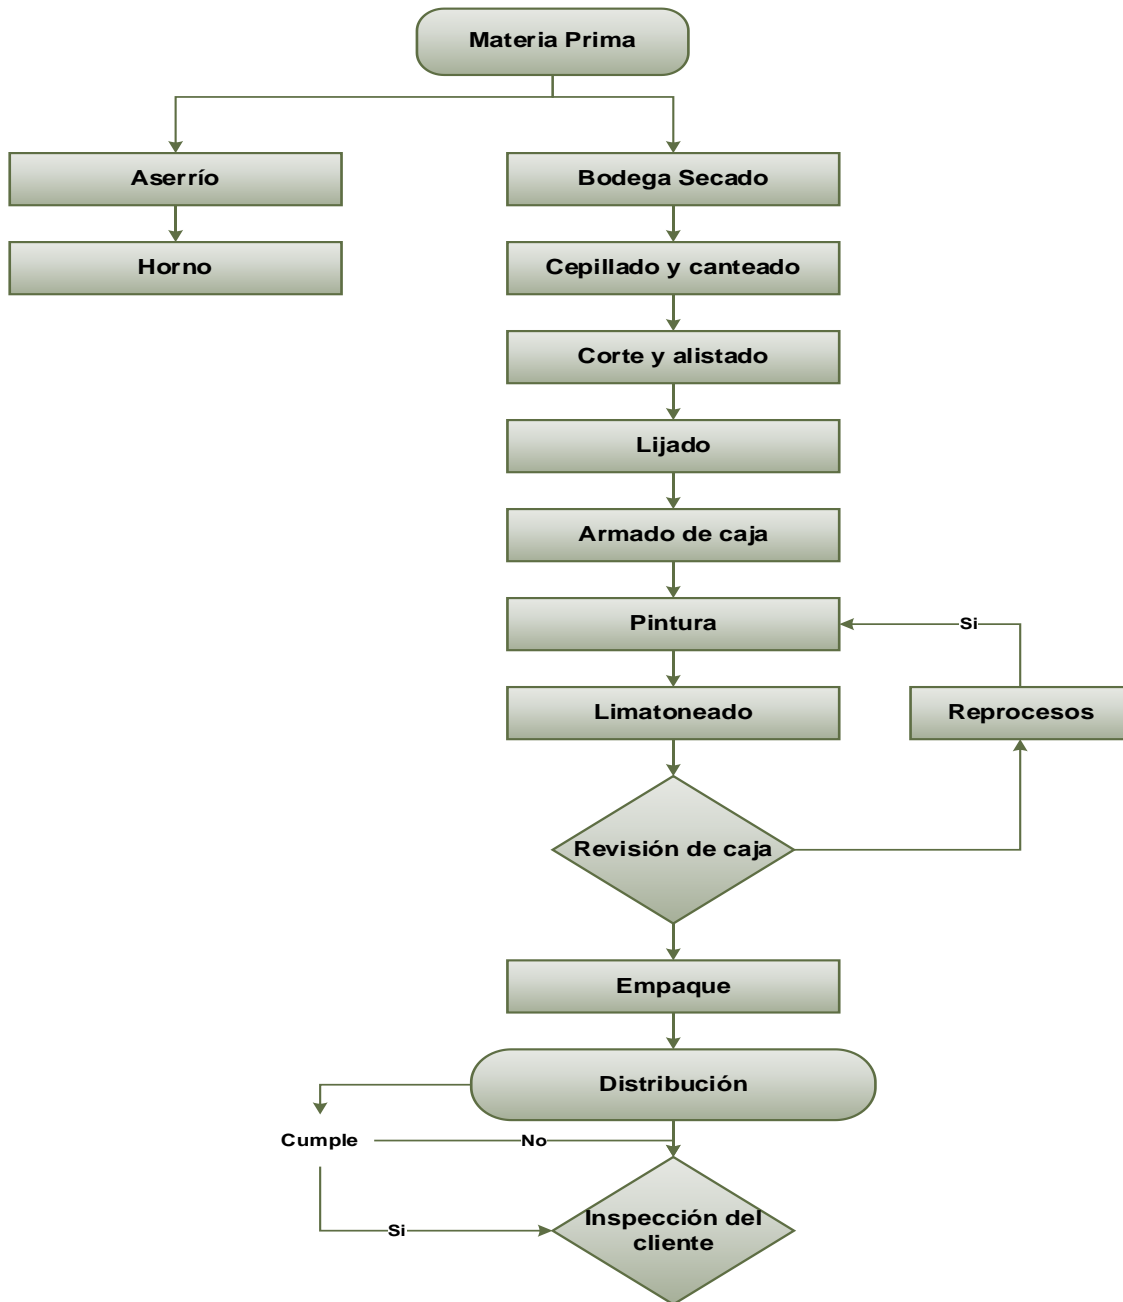 Materia Prima
Aserrío
Bodega Secado
Horno
Cepillado y canteado
Corte y alistado
Lijado
Armado de caja
Pintura
Si
Limatoneado
Reprocesos
Revisión de caja
Empaque
Distribución
Cumple
No
Si
Inspección del
cliente